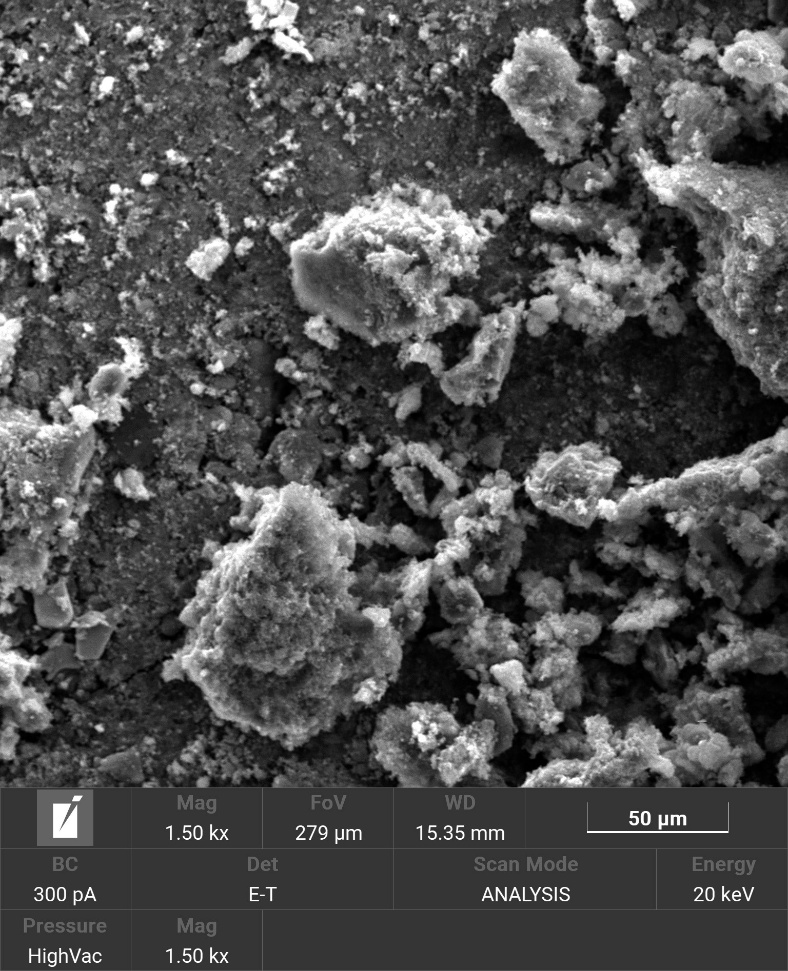 Mag FoV WD 50 µm
1.50 kx 279 µm 15.35 mm
BC Det Scan Mode Energy
300 pA E-T ANALYSIS 20 keV
Pressure Mag
HighVac 1.50 kx